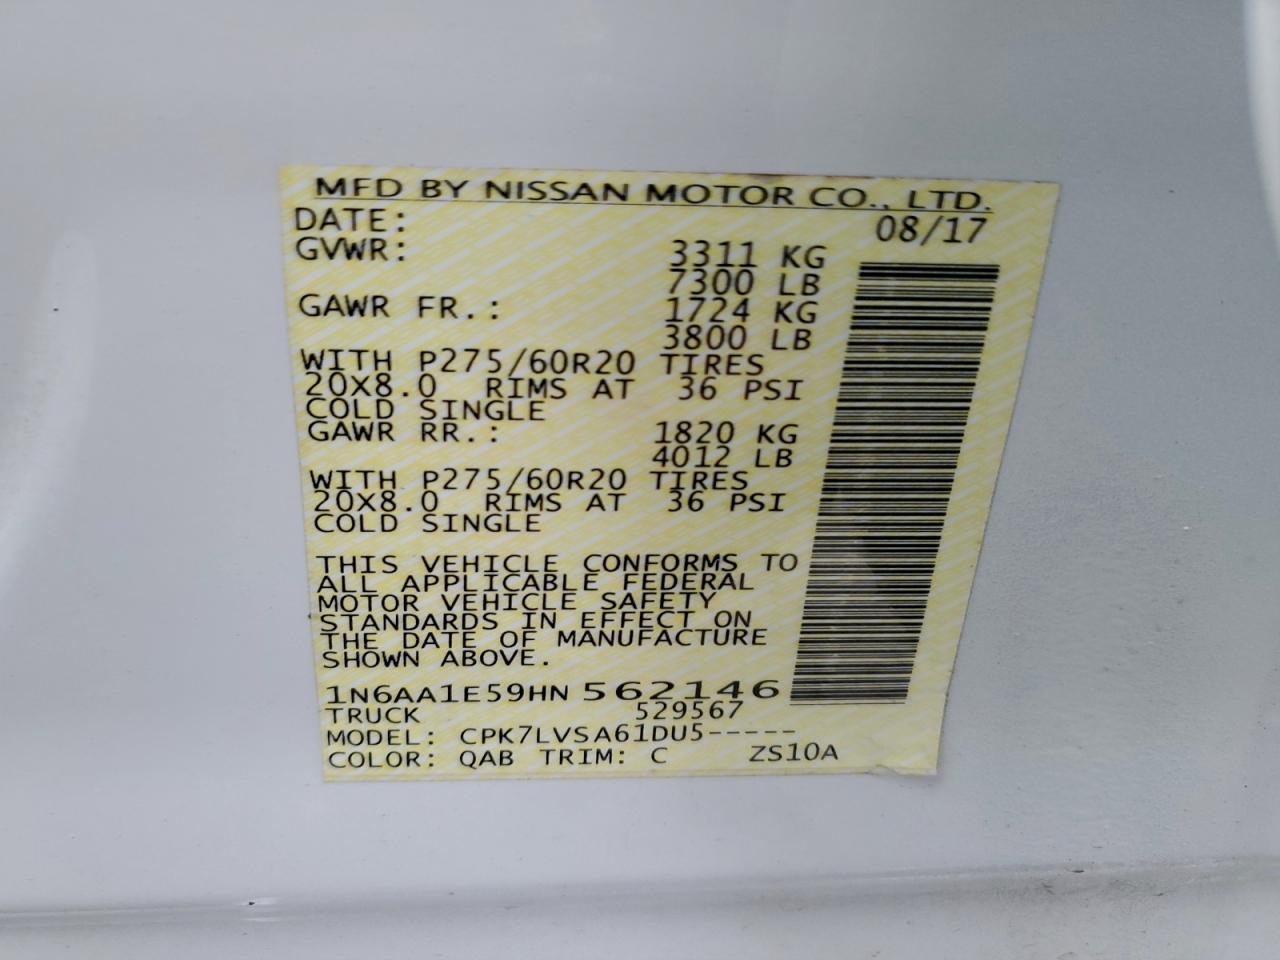 MFD BY NISSAN MOTOR CO., LTD.
DATE: 08/17
GVWR: 3311 KG
7300 LB
GAWR FR.: 1724 KG
3800 LB
WITH P275/60R20 TIRES
20X8.0 RIMS AT 36 PSI
COLD SINGLE
GAWR RR.: 1820 KG
4012 LB
WITH P275/60R20 TIRES
20X8.0 RIMS AT 36 PSI
COLD SINGLE
THIS VEHICLE CONFORMS TO
ALL APPLICABLE FEDERAL
MOTOR VEHICLE SAFETY
STANDARDS IN EFFECT ON
THE DATE OF MANUFACTURE
SHOWN ABOVE.
1N6AA1E59HN562146
TRUCK 529567
MODEL: CPK7LVSA61DU5-----
COLOR: QAB TRIM: C ZS10A